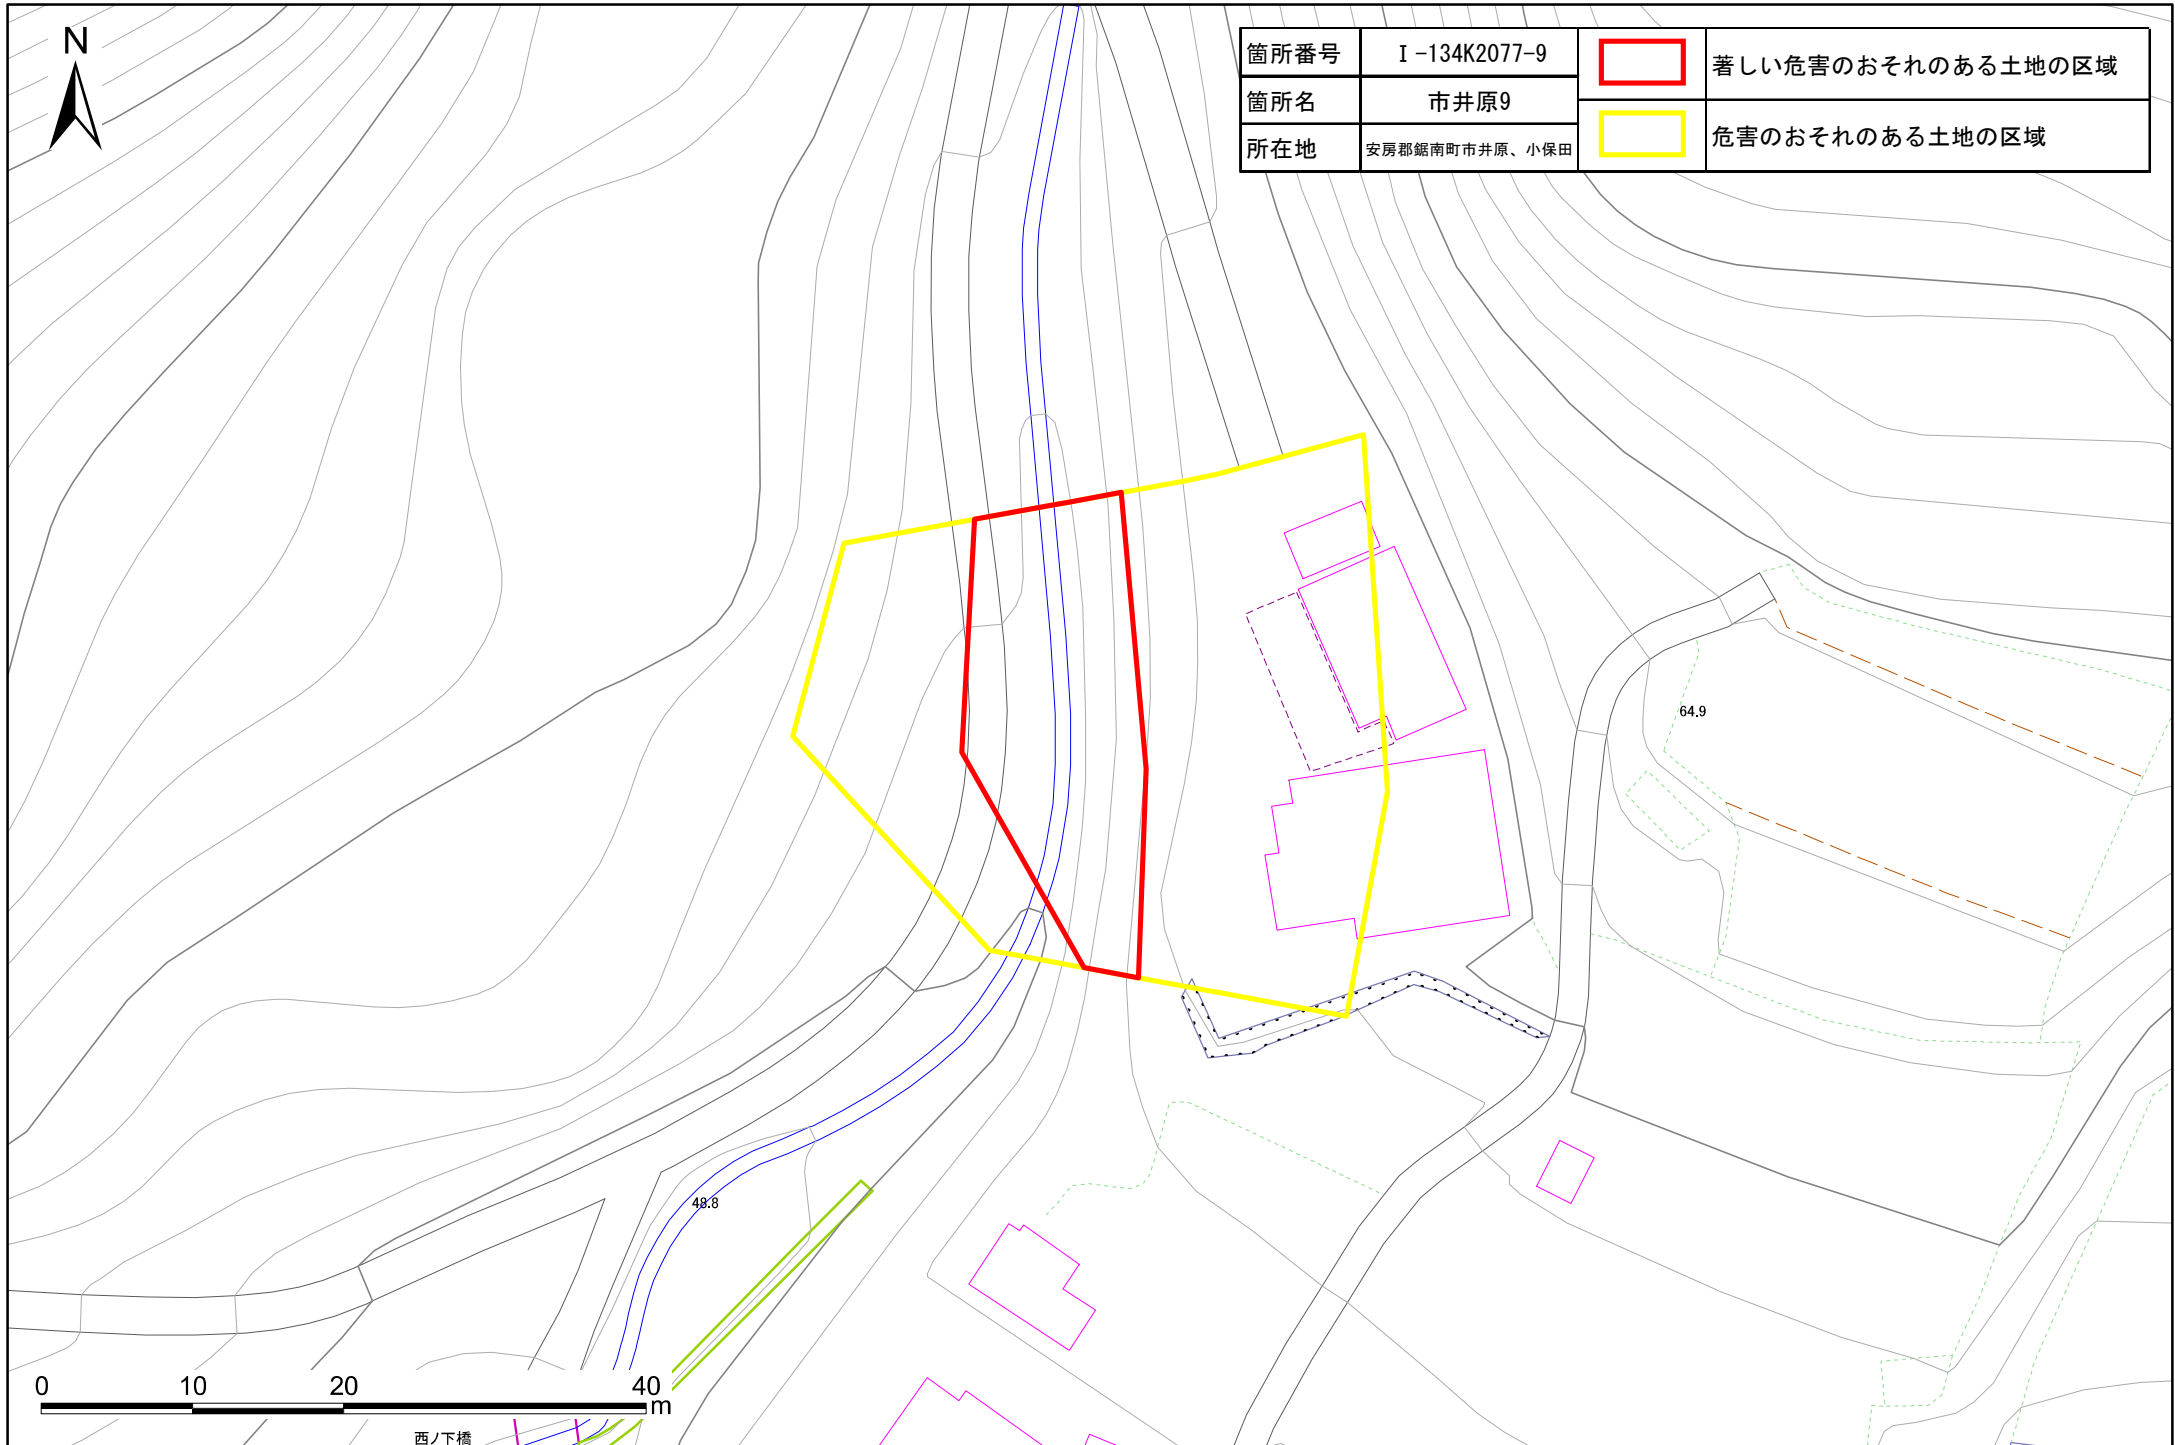 N
箇所番号 Ⅰ-134K2077-9
箇所名 市井原9
所在地 安房郡鋸南町市井原、小保田
著しい危害のおそれのある土地の区域
危害のおそれのある土地の区域
64.9
48.8
0 10 20 40
m
西ノ下橋